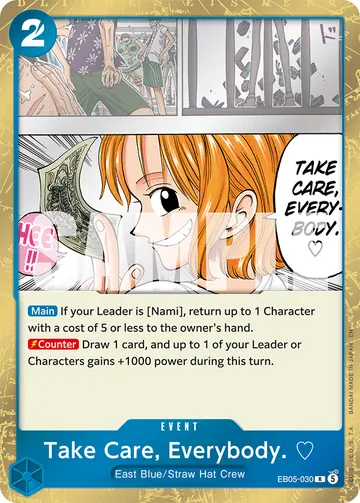 2
TAKE
CARE,
EVERY-
BODY.
♡
HEE
!!
SAMPLE
Main If your Leader is [Nami], return up to 1 Character
with a cost of 5 or less to the owner's hand.
⚡Counter Draw 1 card, and up to 1 of your Leader or
Characters gains +1000 power during this turn.
EVENT
Take Care, Everybody. ♡
East Blue/Straw Hat Crew
EB05-030 R 5